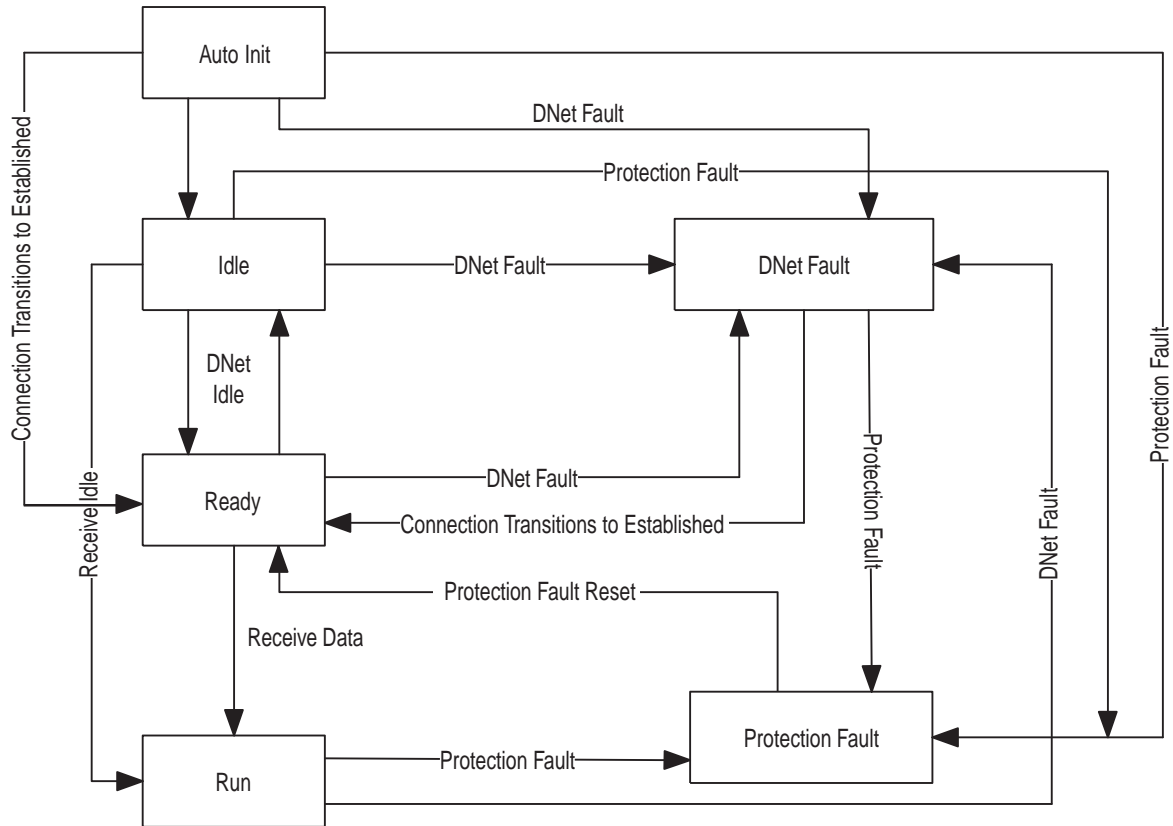 Auto Init
DNet Fault
Protection Fault
Connection Transitions to Established
Idle
DNet Fault
DNet Fault
Protection Fault
DNet
Idle
Receive Idle
Ready
DNet Fault
Connection Transitions to Established
Protection Fault
DNet Fault
Protection Fault Reset
Receive Data
Run
Protection Fault
Protection Fault